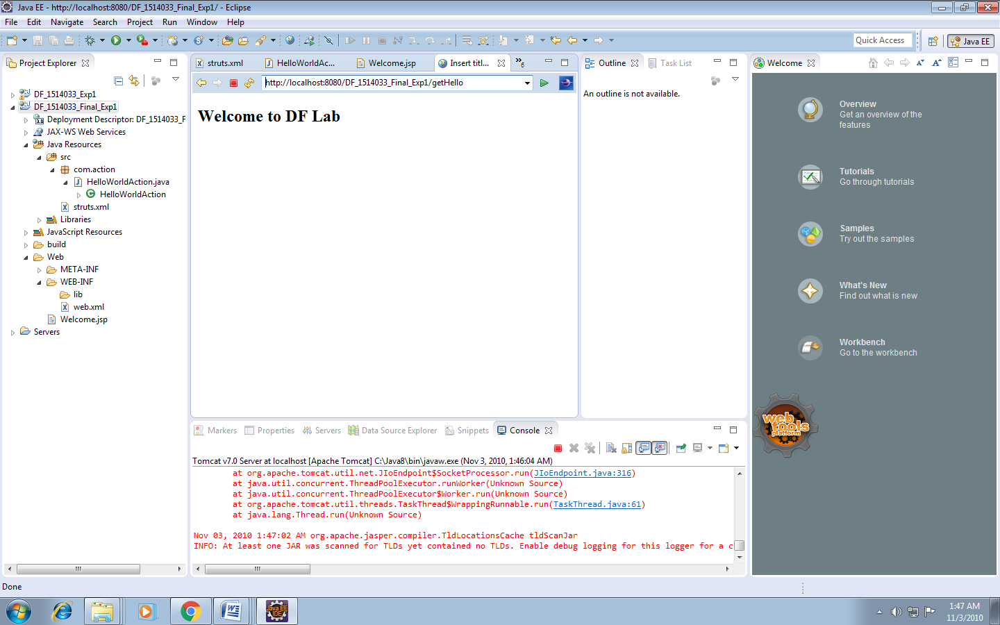 Java EE - http://localhost:8080/DF_1514033_Final_Exp1/ - Eclipse
File Edit Navigate Search Project Run Window Help
Quick Access
Java EE
Project Explorer
DF_1514033_Exp1
DF_1514033_Final_Exp1
Deployment Descriptor: DF_1514033_F
3.0
JAX-WS Web Services
Java Resources
src
com.action
HelloWorldAction.java
HelloWorldAction
struts.xml
Libraries
JavaScript Resources
build
Web
META-INF
WEB-INF
lib
web.xml
Welcome.jsp
Servers
struts.xml HelloWorldAc... Welcome.jsp Insert titl... »6
http://localhost:8080/DF_1514033_Final_Exp1/getHello
Welcome to DF Lab
Outline Task List
An outline is not available.
Welcome
Overview
Get an overview of the
features
Tutorials
Go through tutorials
Samples
Try out the samples
What's New
Find out what is new
Workbench
Go to the workbench
web
tools
platform
Markers Properties Servers Data Source Explorer Snippets Console
Tomcat v7.0 Server at localhost [Apache Tomcat] C:\Java8\bin\javaw.exe (Nov 3, 2010, 1:46:04 AM)
at org.apache.tomcat.util.net.JIoEndpoint$SocketProcessor.run(JIoEndpoint.java:316)
at java.util.concurrent.ThreadPoolExecutor.runWorker(Unknown Source)
at java.util.concurrent.ThreadPoolExecutor$Worker.run(Unknown Source)
at org.apache.tomcat.util.threads.TaskThread$WrappingRunnable.run(TaskThread.java:61)
at java.lang.Thread.run(Unknown Source)
Nov 03, 2010 1:47:02 AM org.apache.jasper.compiler.TldLocationsCache tldScanJar
INFO: At least one JAR was scanned for TLDs yet contained no TLDs. Enable debug logging for this logger for a c
Done
Java EE
IDE
1:47 AM
11/3/2010